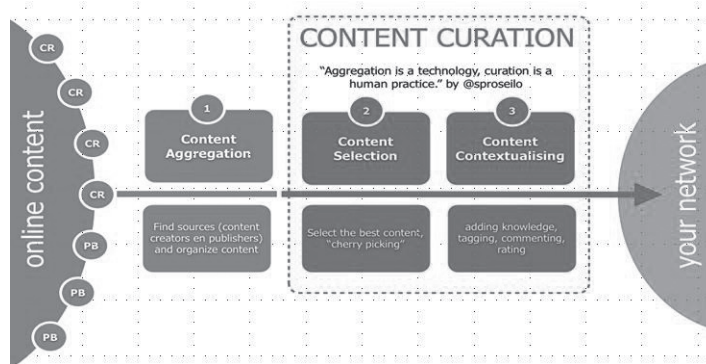 CONTENT CURATION
“Aggregation is a technology, curation is a
human practice.” by @sproseilo
online content
CR
CR
CR
CR
PB
PB
PB
1
Content
Aggregation
Find sources (content
creators en publishers)
and organize content
2
Content
Selection
Select the best content,
“cherry picking”
3
Content
Contextualising
adding knowledge,
tagging, commenting,
rating
your network